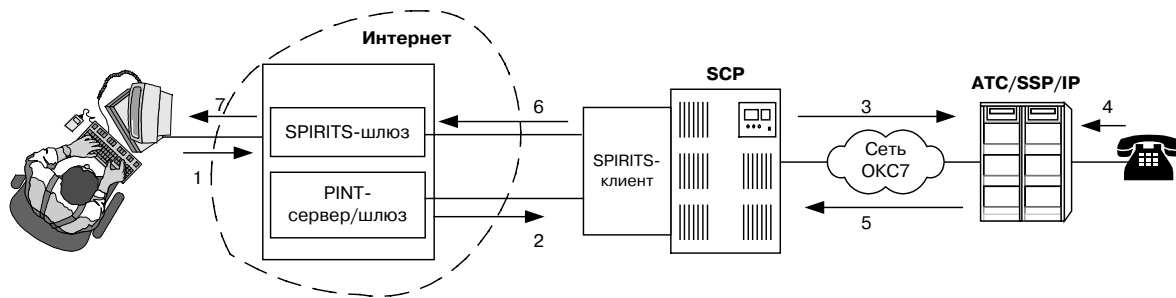 Интернет
SCP
АТС/SSP/IP
7
6
3
4
SPIRITS-шлюз
1
PINT-
сервер/шлюз
2
SPIRITS-
клиент
Сеть
ОКС7
5